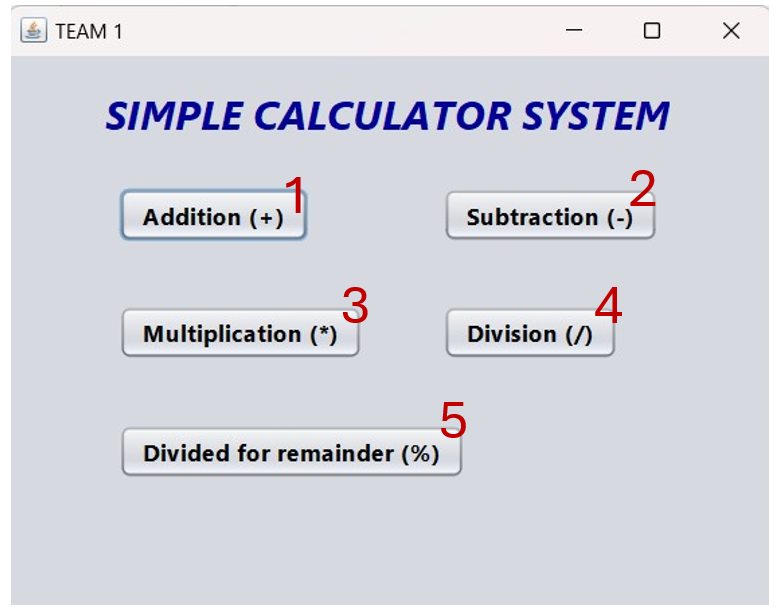 TEAM 1
SIMPLE CALCULATOR SYSTEM
1
Addition (+)
2
Subtraction (-)
3
Multiplication (*)
4
Division (/)
5
Divided for remainder (%)